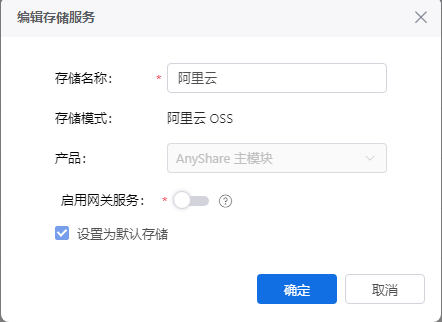 编辑存储服务
存储名称： * 阿里云
存储模式： 阿里云 OSS
产品： AnyShare 主模块
启用网关服务： * ?
设置为默认存储
确定 取消